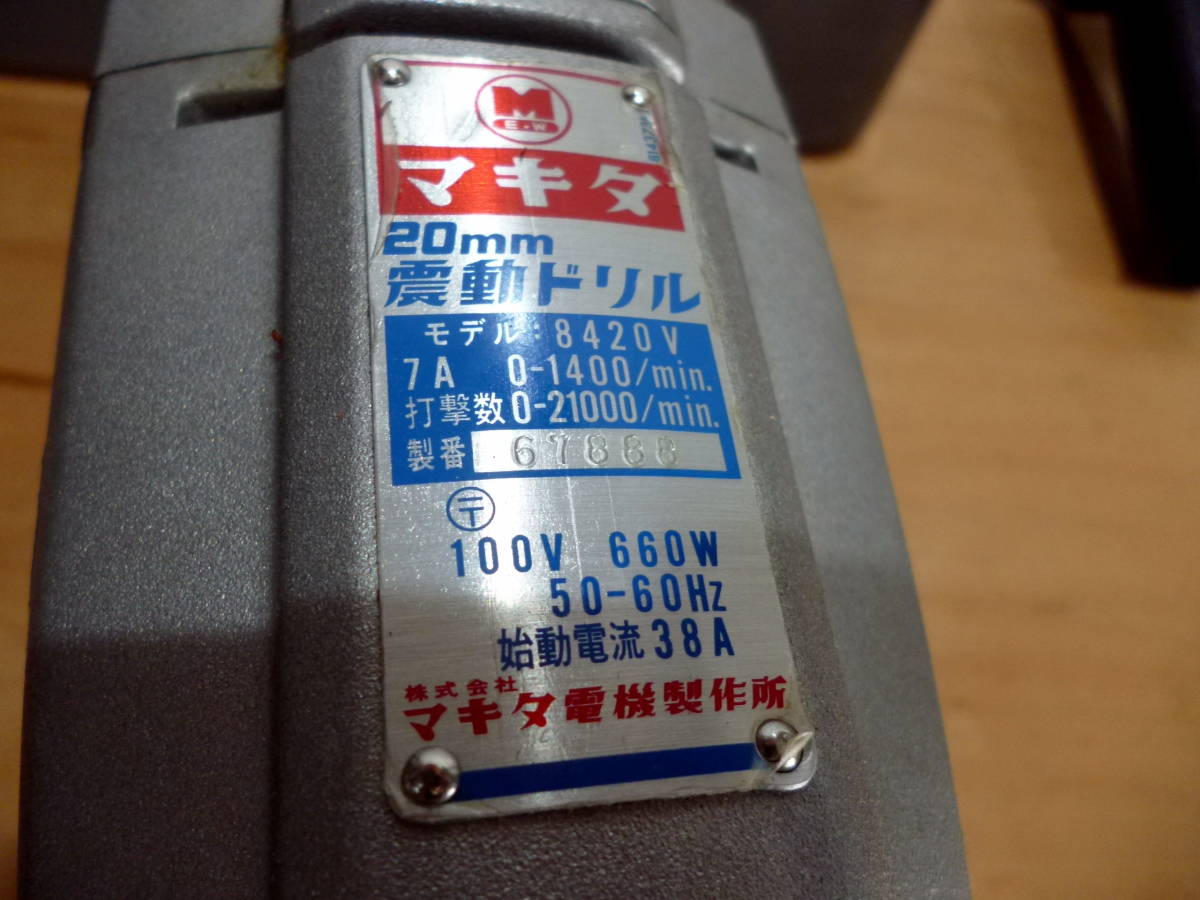 M
E.W
マキタ
20mm
震動ドリル
モデル:8420V
7A 0-1400/min.
打撃数 0-21000/min.
製番 67888
〒
100V 660W
50-60Hz
始動電流 38A
株式会社
マキタ電機製作所